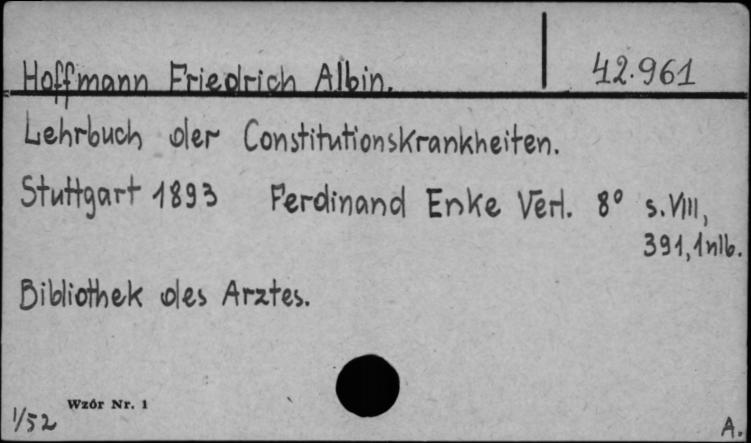 Hoffmann Friedrich Albin.
42.961
Lehrbuch der Constitutionskrankheiten.
Stuttgart 1893 Ferdinand Enke Verl. 8° s. VIII,
391, 1 nlb.
Bibliothek des Arztes.
Wzór Nr. 1
1/52
A.